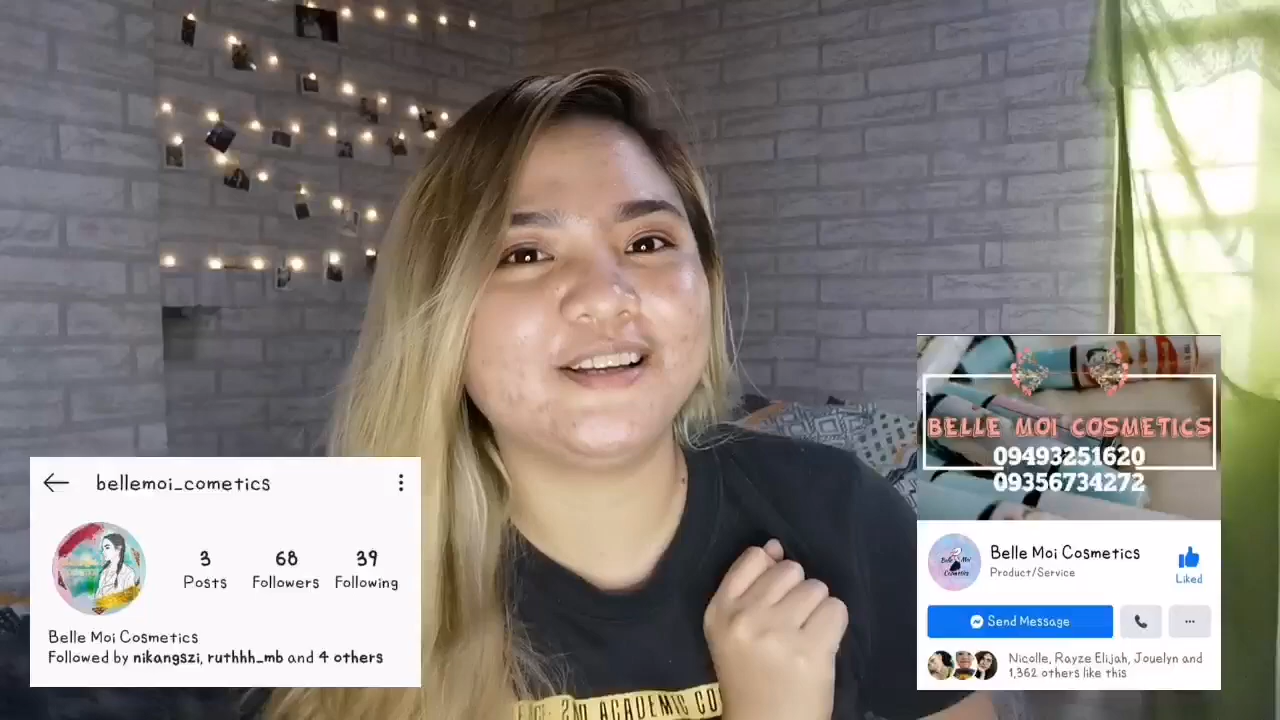 bellemoi_cometics
3 68 39
Posts Followers Following
Belle Moi Cosmetics
Followed by nikangszi, ruthhh_mb and 4 others
BELLE MOI COSMETICS
09493251620
09356734272
Belle Moi Cosmetics
Product/Service
Liked
Send Message
Nicolle, Rayze Elijah, Jouelyn and
1,362 others like this
2ND ACADEMIC